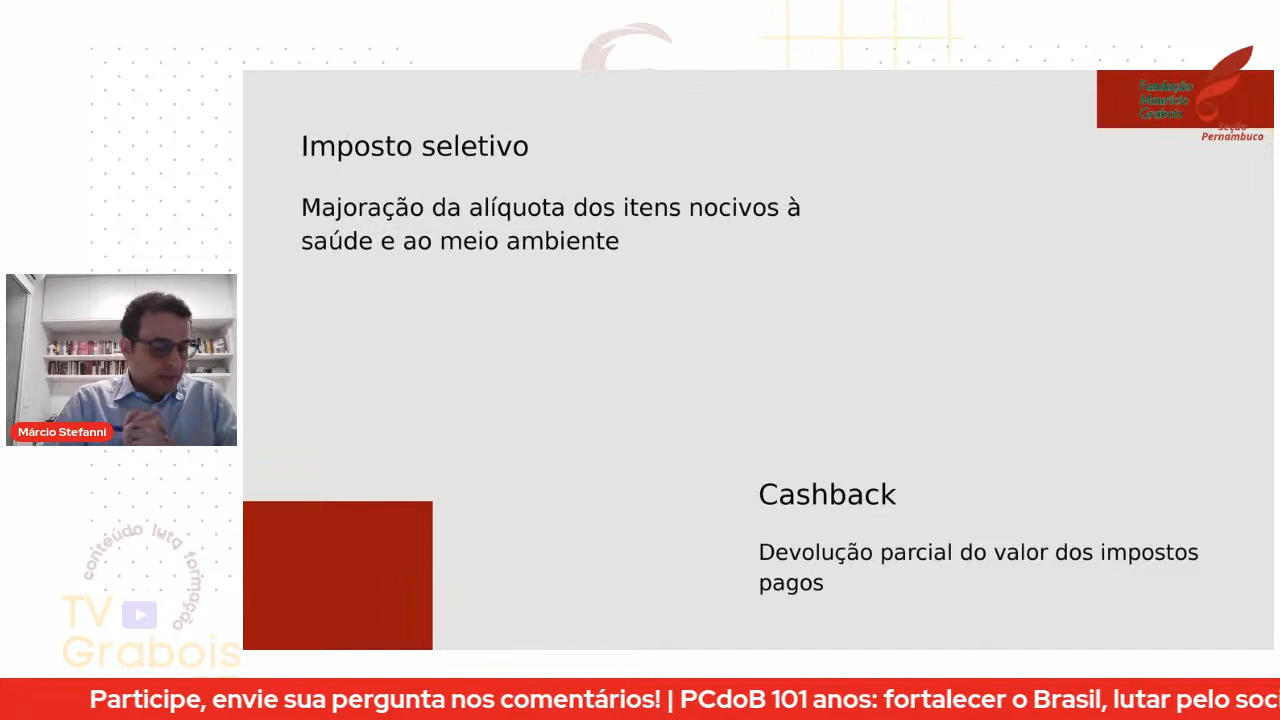 Fundação
Maurício
Grabois
Seção
Pernambuco
Imposto seletivo
Majoração da alíquota dos itens nocivos à
saúde e ao meio ambiente
Márcio Stefanni
Cashback
Devolução parcial do valor dos impostos
pagos
conteúdo luta formação
TV
Grabois
Participe, envie sua pergunta nos comentários! | PCdoB 101 anos: fortalecer o Brasil, lutar pelo soci